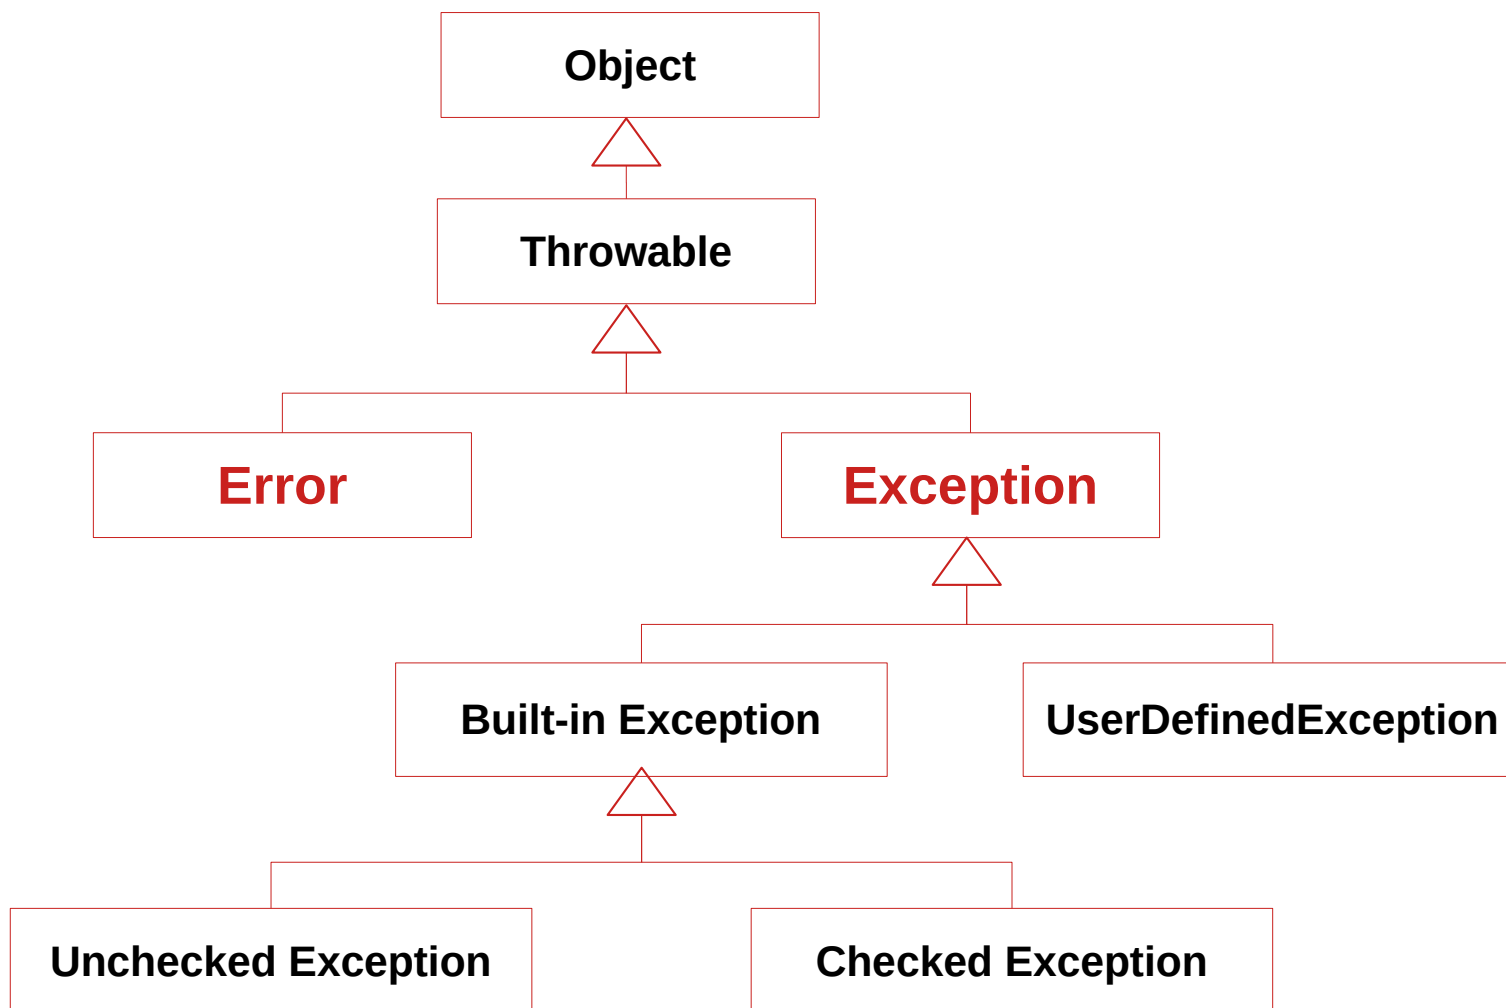 Object
Throwable
Error
Exception
Built-in Exception
UserDefinedException
Unchecked Exception
Checked Exception